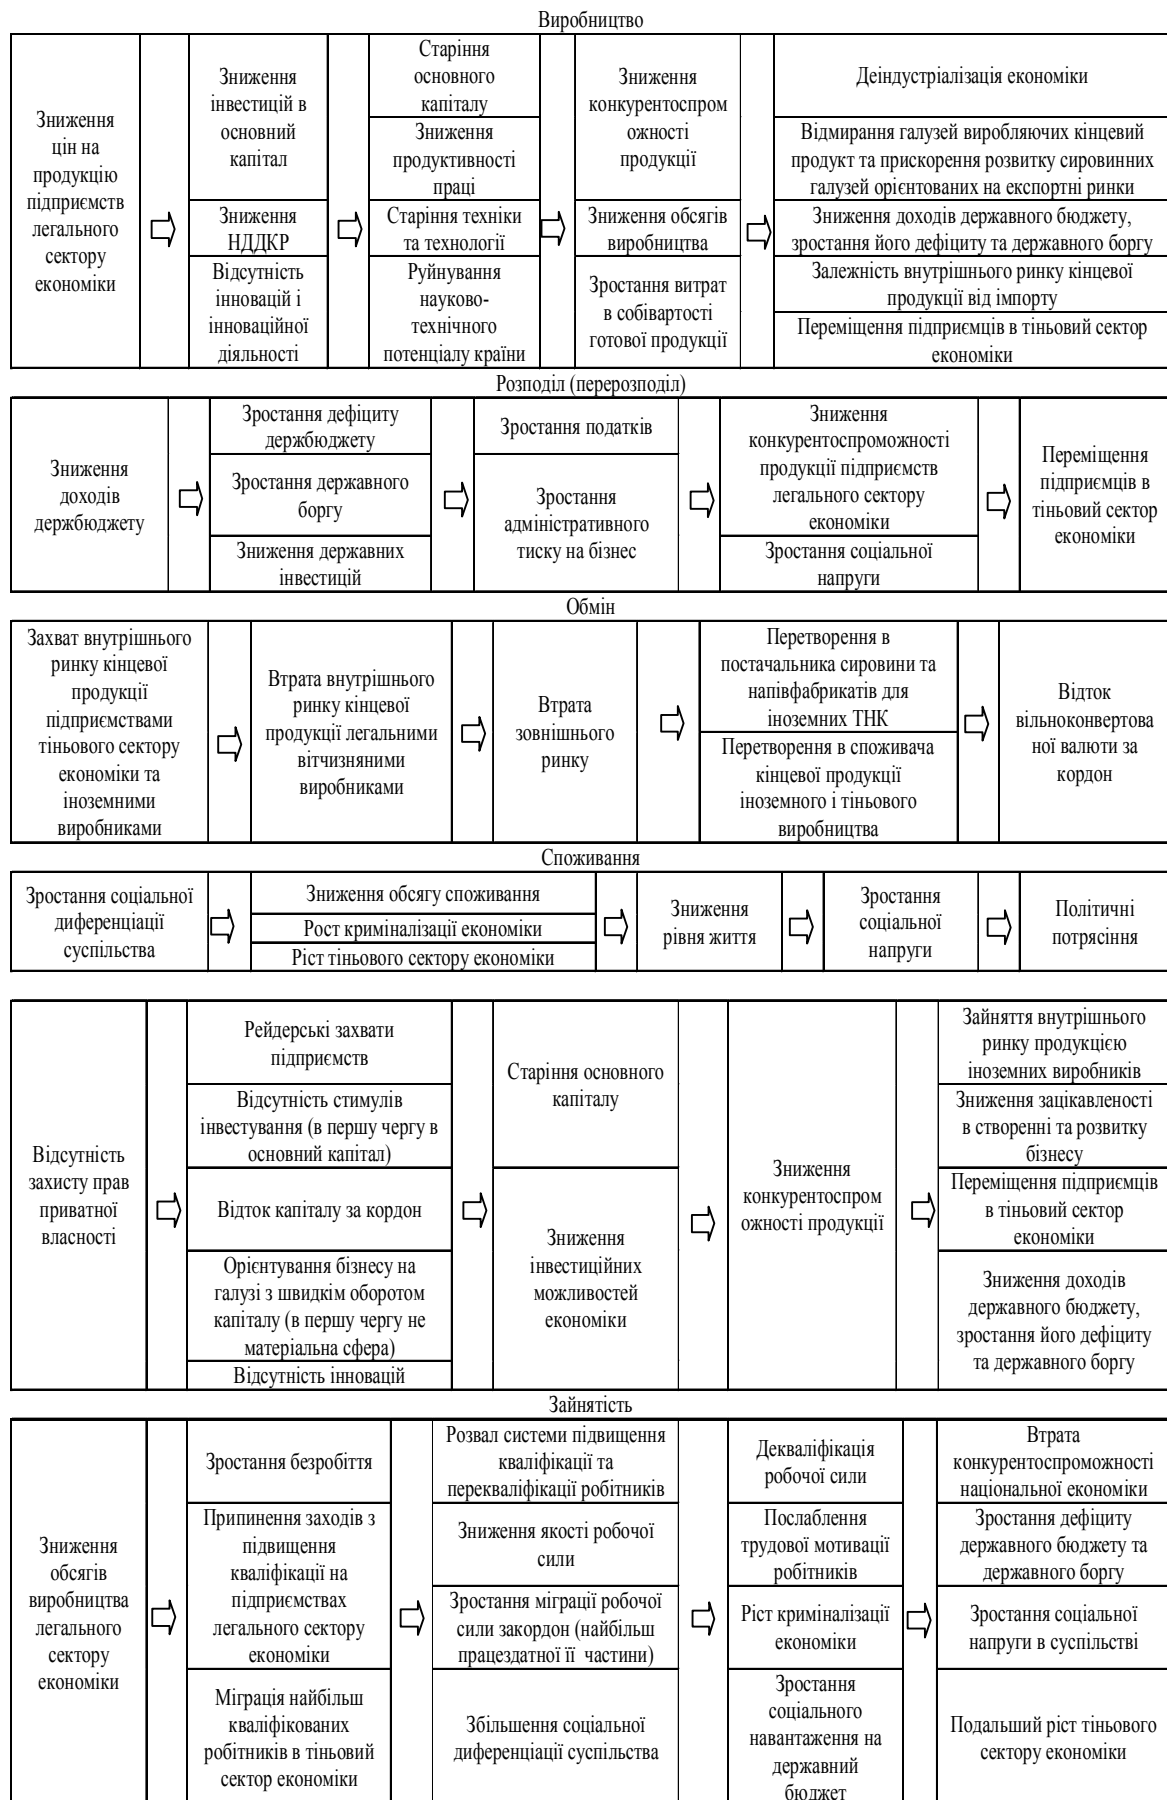 Виробництво
Зниження
цін на
продукцію
підприємств
легального
сектору
економіки
Зниження
інвестицій в
основний
капітал
Зниження
НДДКР
Відсутність
інновацій і
інноваційної
діяльності
Старіння
основного
капіталу
Зниження
продуктивності
праці
Старіння техніки
та технології
Руйнування
науково-
технічного
потенціалу країни
Зниження
конкурентоспром
ожності
продукції
Зниження обсягів
виробництва
Зростання витрат
в собівартості
готової продукції
Деіндустріалізація економіки
Відмирання галузей виробляючих кінцевий
продукт та прискорення розвитку сировинних
галузей орієнтованих на експортні ринки
Зниження доходів державного бюджету,
зростання його дефіциту та державного боргу
Залежність внутрішнього ринку кінцевої
продукції від імпорту
Переміщення підприємців в тіньовий сектор
економіки
Розподіл (перерозподіл)
Зниження
доходів
держбюджету
Зростання дефіциту
держбюджету
Зростання державного
боргу
Зниження державних
інвестицій
Зростання податків
Зростання
адміністративного
тиску на бізнес
Зниження
конкурентоспроможності
продукції підприємств
легального сектору
економіки
Зростання соціальної
напруги
Переміщення
підприємців в
тіньовий сектор
економіки
Обмін
Захват внутрішнього
ринку кінцевої
продукції
підприємствами
тіньового сектору
економіки та
іноземними
виробниками
Втрата внутрішнього
ринку кінцевої
продукції легальними
вітчизняними
виробниками
Втрата
зовнішнього
ринку
Перетворення в
постачальника сировини та
напівфабрикатів для
іноземних ТНК
Перетворення в споживача
кінцевої продукції
іноземного і тіньового
виробництва
Відток
вільноконвертова
ної валюти за
кордон
Споживання
Зростання соціальної
диференціації
суспільства
Зниження обсягу споживання
Рост криміналізації економіки
Ріст тіньового сектору економіки
Зниження
рівня життя
Зростання
соціальної
напруги
Політичні
потрясіння
Відсутність
захисту прав
приватної
власності
Рейдерські захвати
підприємств
Відсутність стимулів
інвестування (в першу чергу в
основний капітал)
Відток капіталу за кордон
Орієнтування бізнесу на
галузі з швидкім оборотом
капіталу (в першу чергу не
матеріальна сфера)
Відсутність інновацій
Старіння основного
капіталу
Зниження
інвестиційних
можливостей
економіки
Зниження
конкурентоспром
ожності продукції
Зайняття внутрішнього
ринку продукцією
іноземних виробників
Зниження зацікавленості
в створенні та розвитку
бізнесу
Переміщення підприємців
в тіньовий сектор
економіки
Зниження доходів
державного бюджету,
зростання його дефіциту
та державного боргу
Зайнятість
Зниження
обсягів
виробництва
легального
сектору
економіки
Зростання безробіття
Припинення заходів з
підвищення
кваліфікації на
підприємствах
легального сектору
економіки
Міграція найбільш
кваліфікованих
робітників в тіньовий
сектор економіки
Розвал системи підвищення
кваліфікації та
перекваліфікації робітників
Зниження якості робочої
сили
Зростання міграції робочої
сили закордон (найбільш
працездатної її частини)
Збільшення соціальної
диференціації суспільства
Декваліфікація
робочої сили
Послаблення
трудової мотивації
робітників
Ріст криміналізації
економіки
Зростання
соціального
навантаження на
державний
бюджет
Втрата
конкурентоспроможності
національної економіки
Зростання дефіциту
державного бюджету та
державного боргу
Зростання соціальної
напруги в суспільстві
Подальший ріст тіньового
сектору економіки